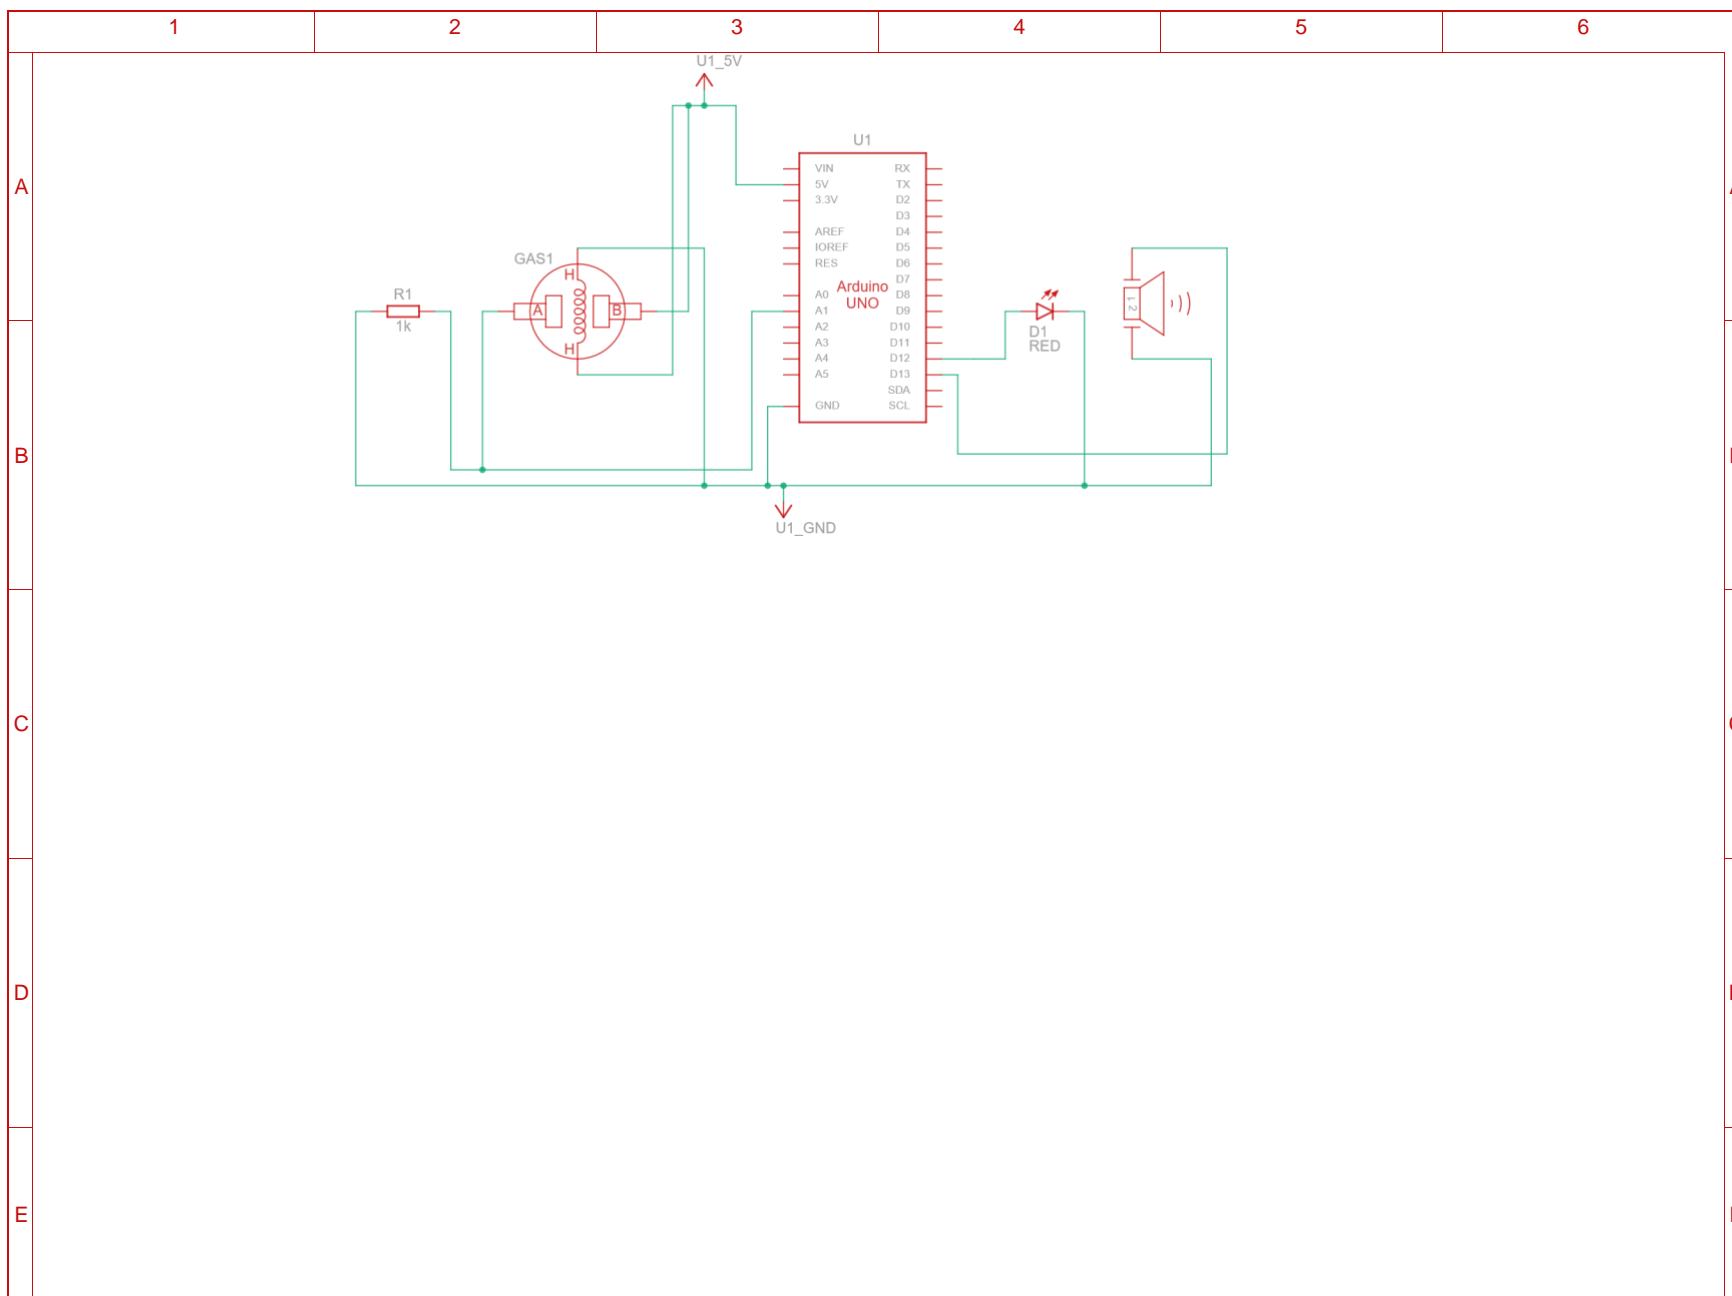 1 2 3 4 5 6
U1_5V
U1
A
VIN RX
5V TX
3.3V D2
D3
AREF D4
IOREF D5
RES D6
D7
A0 D8
A1 D9
A2 D10
A3 D11
A4 D12
A5 D13
SDA
GND SCL
Arduino
UNO
GAS1
H
A B
H
R1
1k
D1
RED
1
2
B
U1_GND
C
D
E